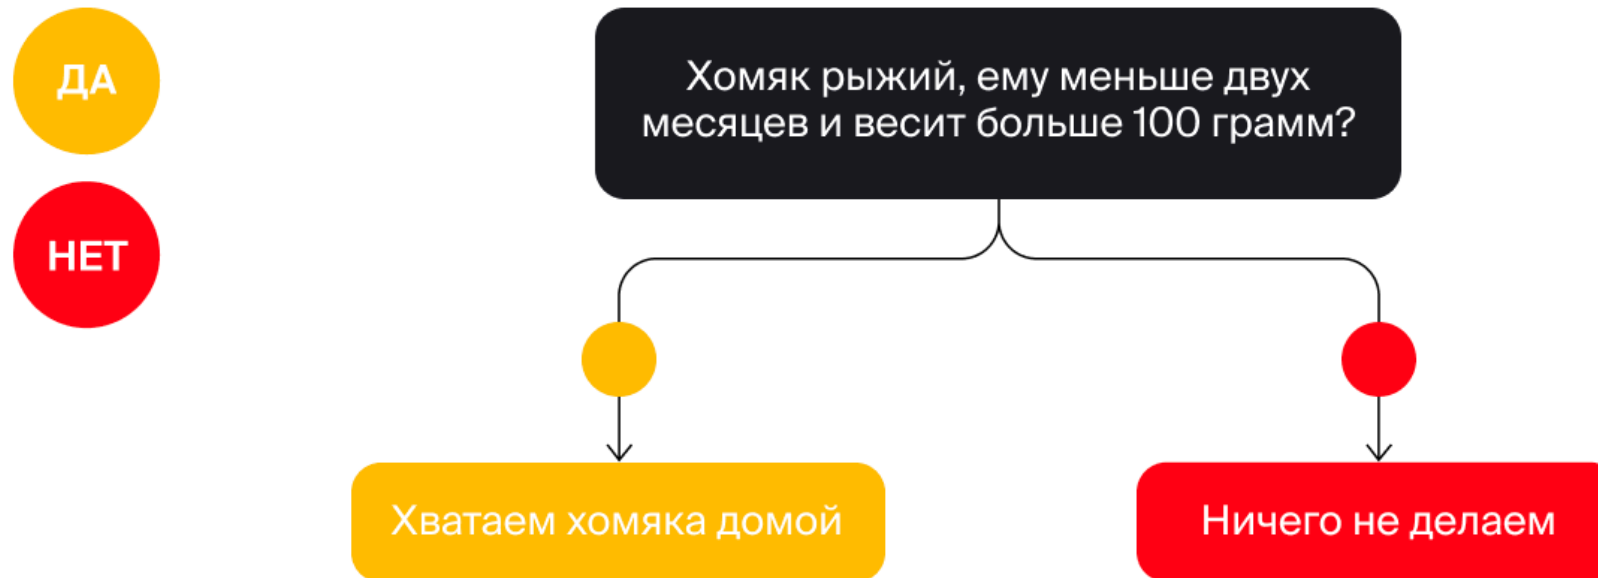 ДА
НЕТ
Хомяк рыжий, ему меньше двух
месяцев и весит больше 100 грамм?
Хватаем хомяка домой
Ничего не делаем